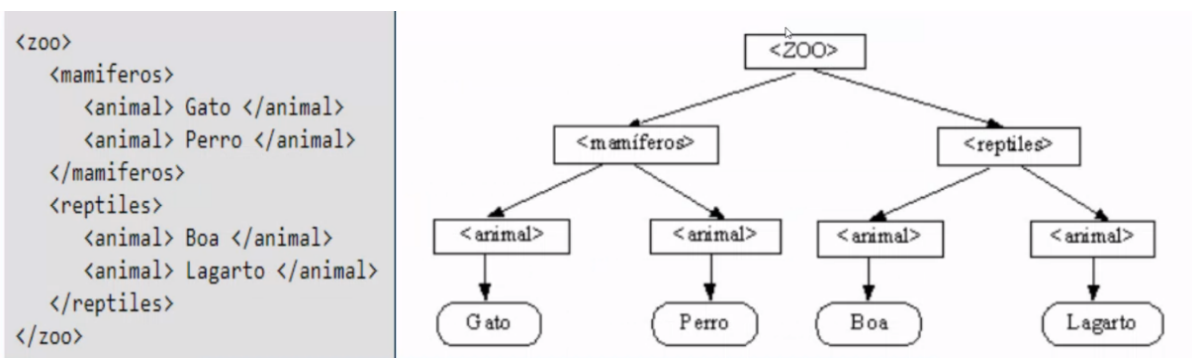 <zoo>
<mamiferos>
<animal> Gato </animal>
<animal> Perro </animal>
</mamiferos>
<reptiles>
<animal> Boa </animal>
<animal> Lagarto </animal>
</reptiles>
</zoo>
<ZOO>
<mamíferos> <reptiles>
<animal> <animal> <animal> <animal>
Gato Perro Boa Lagarto